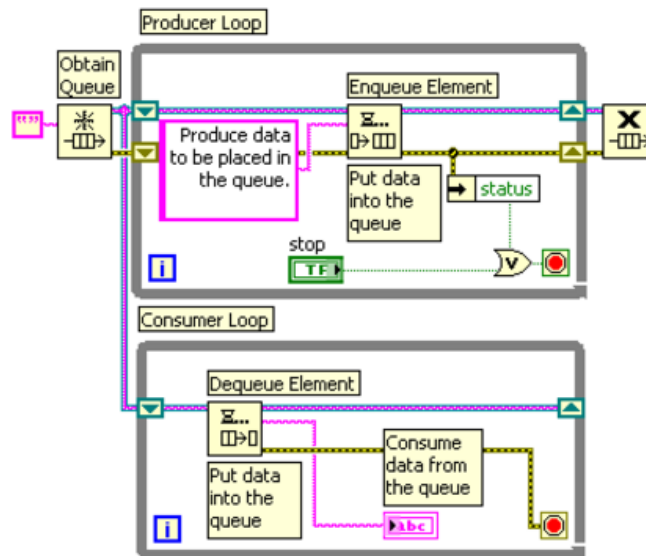 Producer Loop
Obtain
Queue
Enqueue Element
“”
Produce data
to be placed in
the queue.
Put data
into the
queue
status
stop
TF
V
i
Consumer Loop
Dequeue Element
Put data
into the
queue
Consume
data from
the queue
abc
i